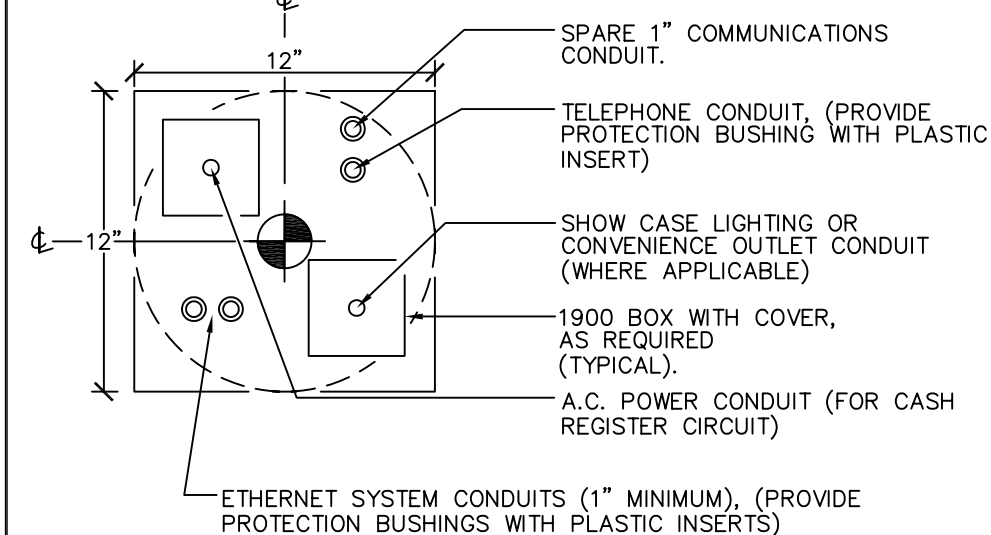 ℄
SPARE 1” COMMUNICATIONS
CONDUIT.
12”
TELEPHONE CONDUIT, (PROVIDE
PROTECTION BUSHING WITH PLASTIC
INSERT)
℄
12”
SHOW CASE LIGHTING OR
CONVENIENCE OUTLET CONDUIT
(WHERE APPLICABLE)
1900 BOX WITH COVER,
AS REQUIRED
(TYPICAL).
A.C. POWER CONDUIT (FOR CASH
REGISTER CIRCUIT)
ETHERNET SYSTEM CONDUITS (1” MINIMUM), (PROVIDE
PROTECTION BUSHINGS WITH PLASTIC INSERTS)